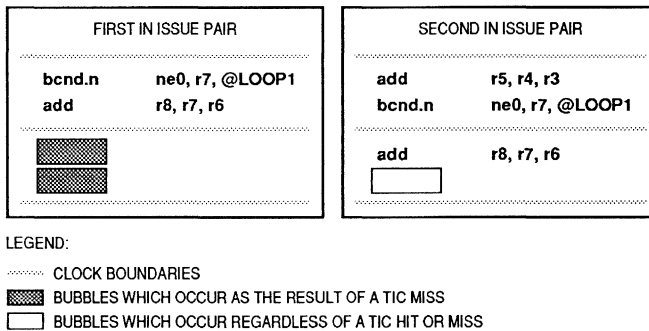 FIRST IN ISSUE PAIR
bcnd.n ne0, r7, @LOOP1
add r8, r7, r6
SECOND IN ISSUE PAIR
add r5, r4, r3
bcnd.n ne0, r7, @LOOP1
add r8, r7, r6
LEGEND:
CLOCK BOUNDARIES
BUBBLES WHICH OCCUR AS THE RESULT OF A TIC MISS
BUBBLES WHICH OCCUR REGARDLESS OF A TIC HIT OR MISS